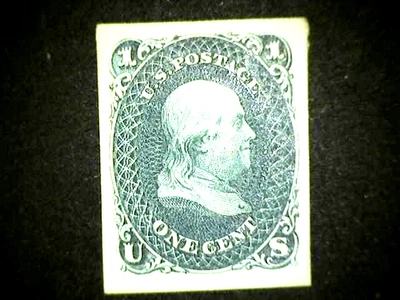 1 1
U.S. POSTAGE
ONE CENT
U S